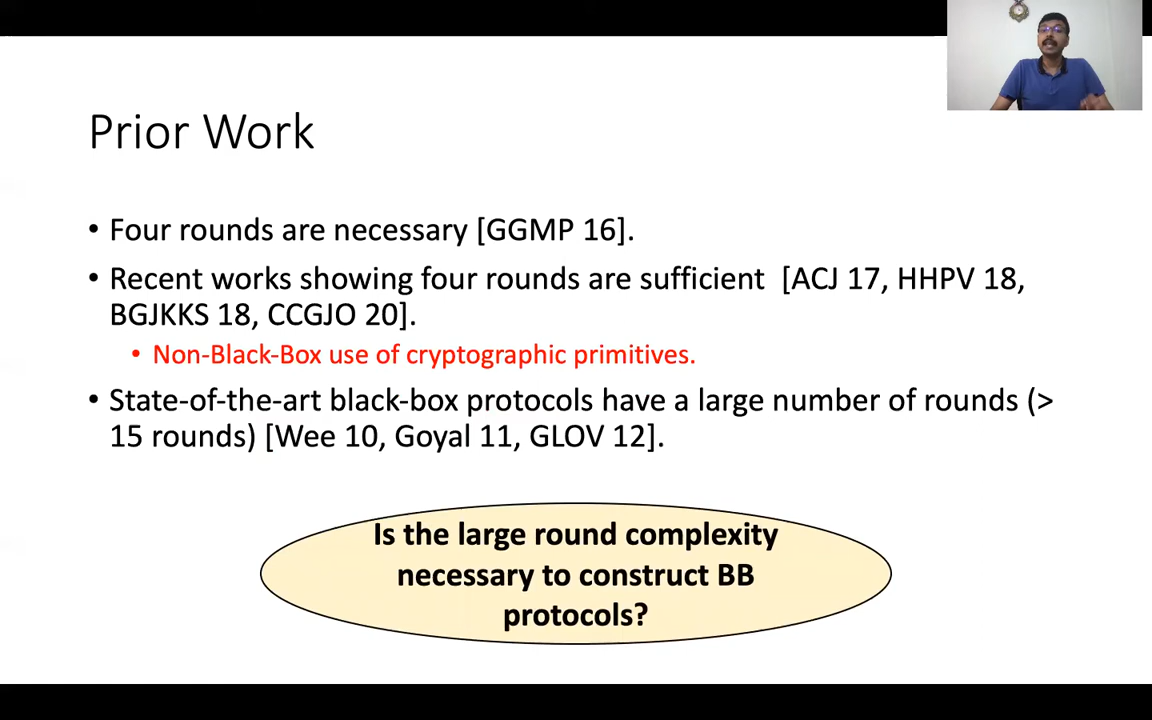 Prior Work
• Four rounds are necessary [GGMP 16].
• Recent works showing four rounds are sufficient [ACJ 17, HHPV 18,
BGJKKS 18, CCGJO 20].
• Non-Black-Box use of cryptographic primitives.
• State-of-the-art black-box protocols have a large number of rounds (>
15 rounds) [Wee 10, Goyal 11, GLOV 12].
Is the large round complexity
necessary to construct BB
protocols?